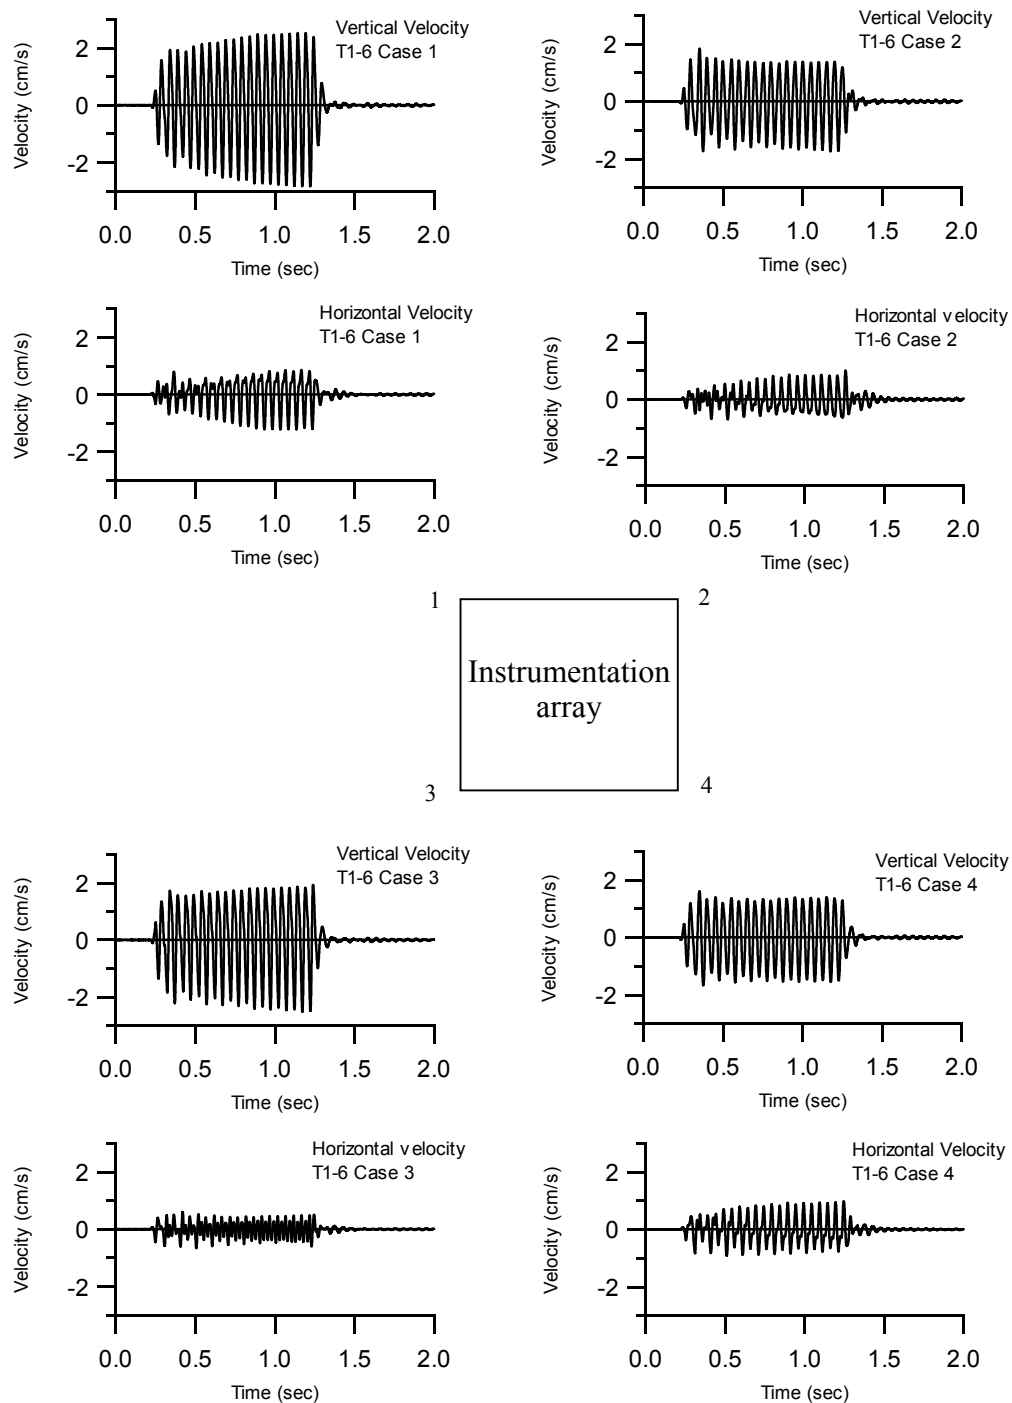 Vertical Velocity
T1-6 Case 1
Velocity (cm/s)
2
0
-2
0.0 0.5 1.0 1.5 2.0
Time (sec)
Vertical Velocity
T1-6 Case 2
Velocity (cm/s)
2
0
-2
0.0 0.5 1.0 1.5 2.0
Time (sec)
Horizontal Velocity
T1-6 Case 1
Velocity (cm/s)
2
0
-2
0.0 0.5 1.0 1.5 2.0
Time (sec)
Horizontal velocity
T1-6 Case 2
Velocity (cm/s)
2
0
-2
0.0 0.5 1.0 1.5 2.0
Time (sec)
1 2
Instrumentation
array
3 4
Vertical Velocity
T1-6 Case 3
Velocity (cm/s)
2
0
-2
0.0 0.5 1.0 1.5 2.0
Time (sec)
Vertical Velocity
T1-6 Case 4
Velocity (cm/s)
2
0
-2
0.0 0.5 1.0 1.5 2.0
Time (sec)
Horizontal velocity
T1-6 Case 3
Velocity (cm/s)
2
0
-2
0.0 0.5 1.0 1.5 2.0
Time (sec)
Horizontal Velocity
T1-6 Case 4
Velocity (cm/s)
2
0
-2
0.0 0.5 1.0 1.5 2.0
Time (sec)